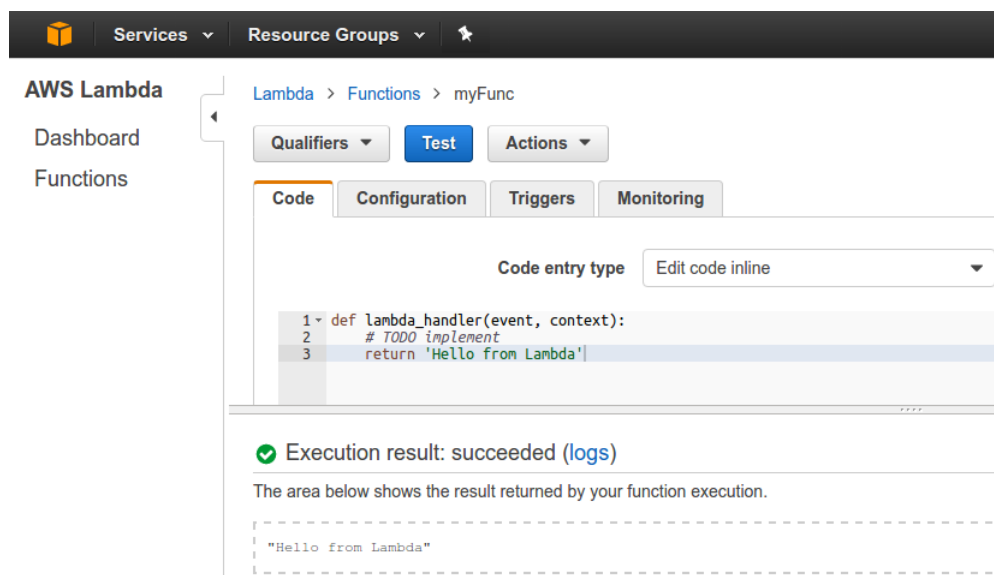 Services Resource Groups
AWS Lambda
Dashboard
Functions
Lambda > Functions > myFunc
Qualifiers Test Actions
Code Configuration Triggers Monitoring
Code entry type Edit code inline
1 def lambda_handler(event, context):
2 # TODO implement
3 return 'Hello from Lambda'
Execution result: succeeded (logs)
The area below shows the result returned by your function execution.
"Hello from Lambda"